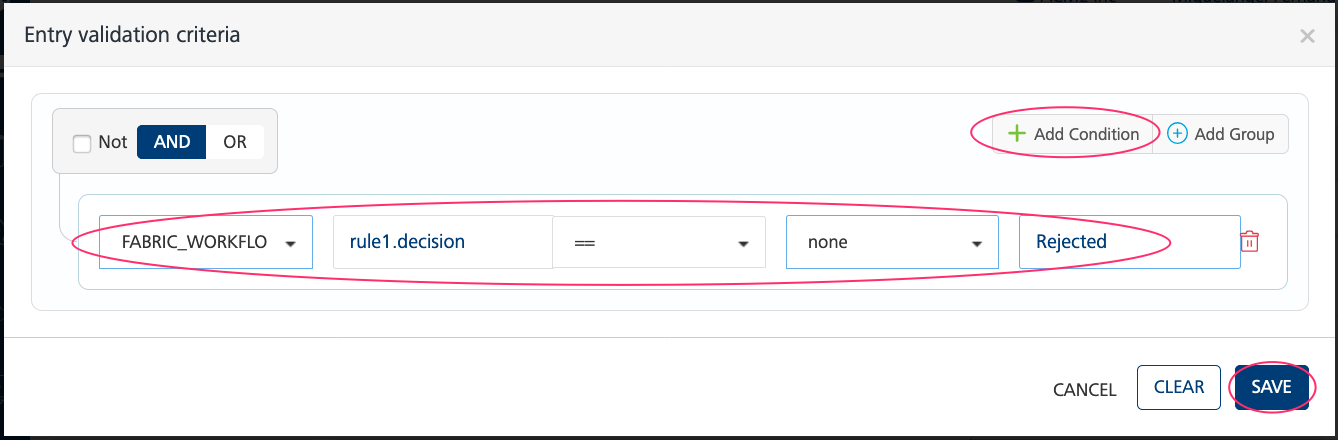 Entry validation criteria
Not AND OR
Add Condition Add Group
FABRIC_WORKFLO rule1.decision == none Rejected
CANCEL CLEAR SAVE